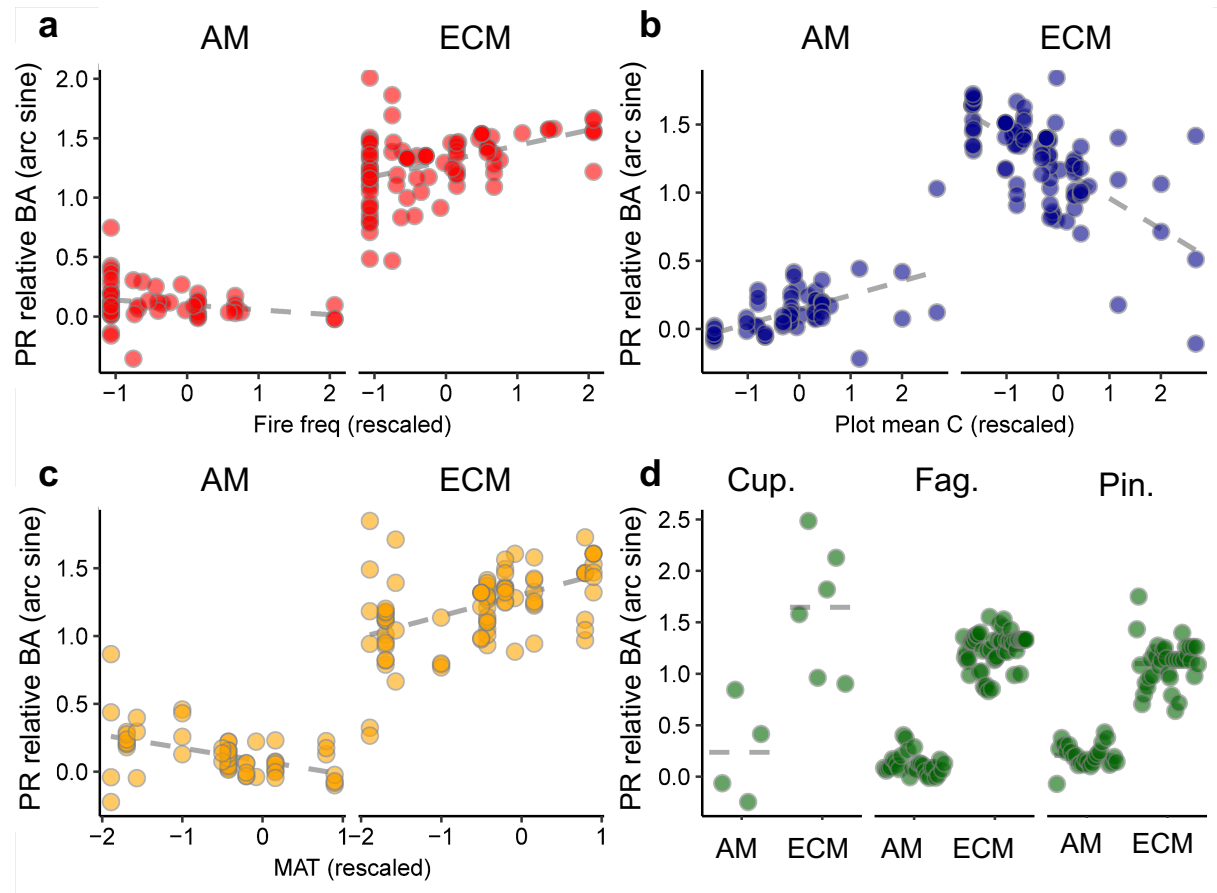 a
AM ECM
PR relative BA (arc sine)
2.0
1.5
1.0
0.5
0.0
−1 0 1 2 −1 0 1 2
Fire freq (rescaled)
b
AM ECM
PR relative BA (arc sine)
1.5
1.0
0.5
0.0
−1 0 1 2 −1 0 1 2
Plot mean C (rescaled)
c
AM ECM
PR relative BA (arc sine)
1.5
1.0
0.5
0.0
−2 −1 0 1 −2 −1 0 1
MAT (rescaled)
d
Cup. Fag. Pin.
PR relative BA (arc sine)
2.5
2.0
1.5
1.0
0.5
0.0
AM ECM AM ECM AM ECM